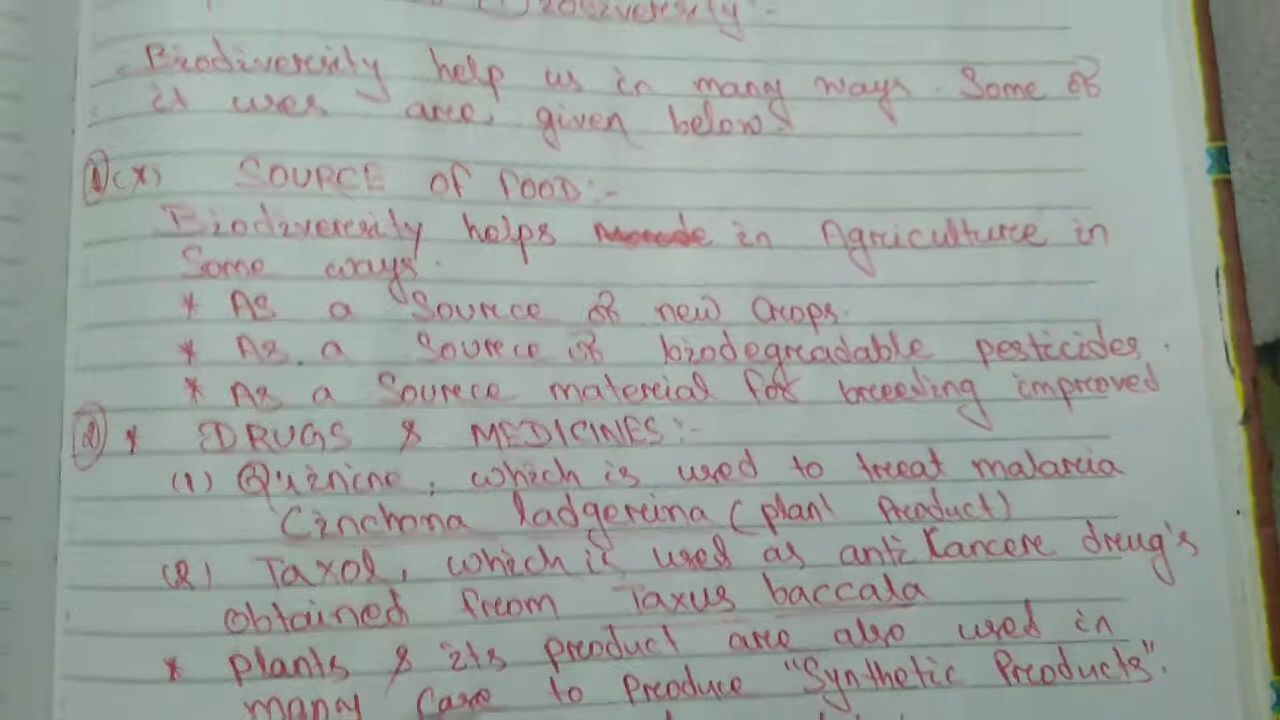 Biodiversity :-
Biodiversity help us in many ways. Some of
it uses are given below.
① (*) SOURCE OF FOOD:-
Biodiversity helps in Agriculture in
Some ways.
* As a Source of new Crops.
* As a Source of biodegradable pesticides.
* As a Source material for breeding improved
② * DRUGS & MEDICINES:-
(1) Quinine, which is used to treat malaria
Cinchona ladgerina (plant Product)
(2) Taxol, which is used as anti Cancer drug's
obtained from Taxus baccala
* plants & its product are also used in
many Case to Produce "Synthetic Products".